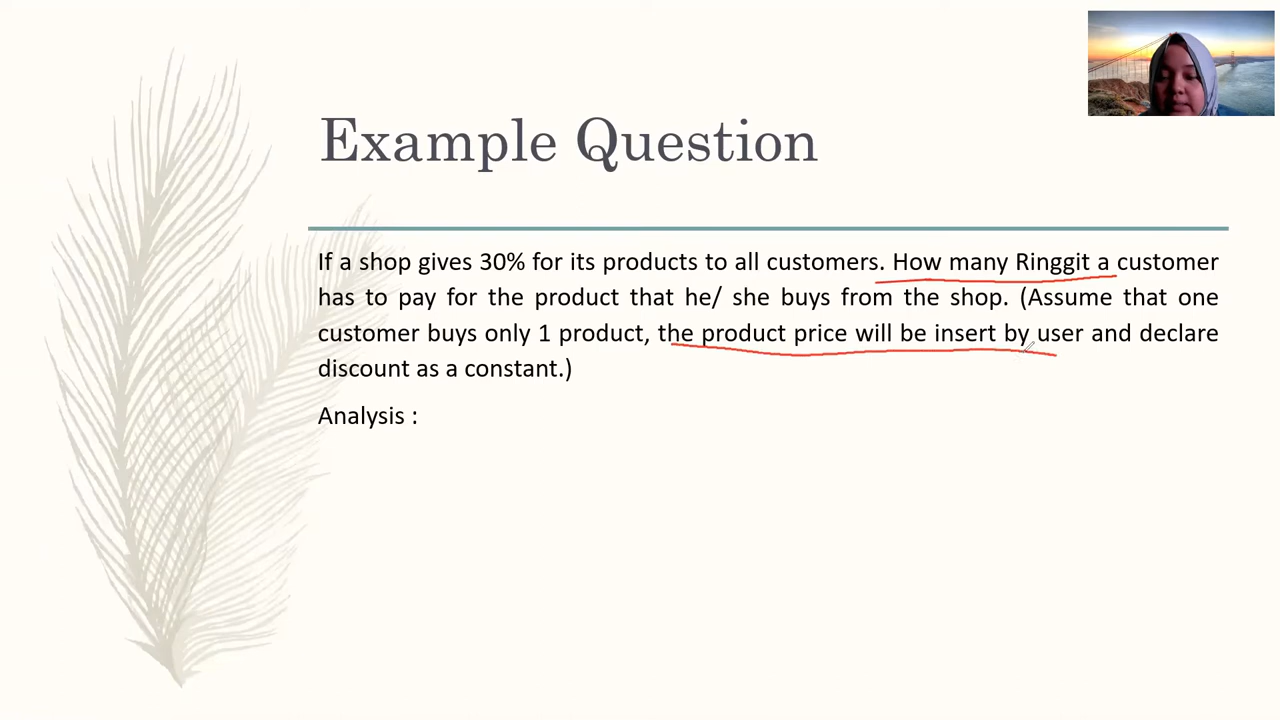 Example Question
If a shop gives 30% for its products to all customers. How many Ringgit a customer
has to pay for the product that he/ she buys from the shop. (Assume that one
customer buys only 1 product, the product price will be insert by user and declare
discount as a constant.)
Analysis :